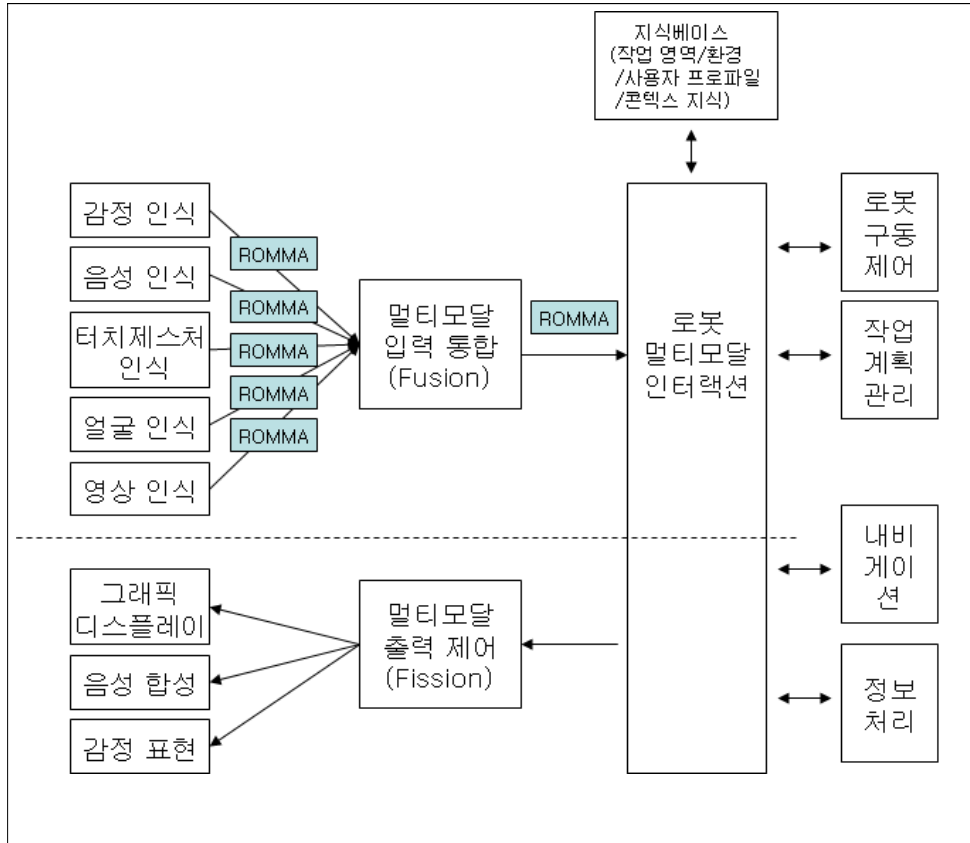 지식베이스
(작업 영역/환경
/사용자 프로파일
/콘텍스 지식)
감정 인식
음성 인식
터치제스처
인식
얼굴 인식
영상 인식
ROMMA
ROMMA
ROMMA
ROMMA
ROMMA
멀티모달
입력 통합
(Fusion)
ROMMA
로봇
멀티모달
인터랙션
로봇
구동
제어
작업
계획
관리
내비
게이
션
정보
처리
그래픽
디스플레이
음성 합성
감정 표현
멀티모달
출력 제어
(Fission)